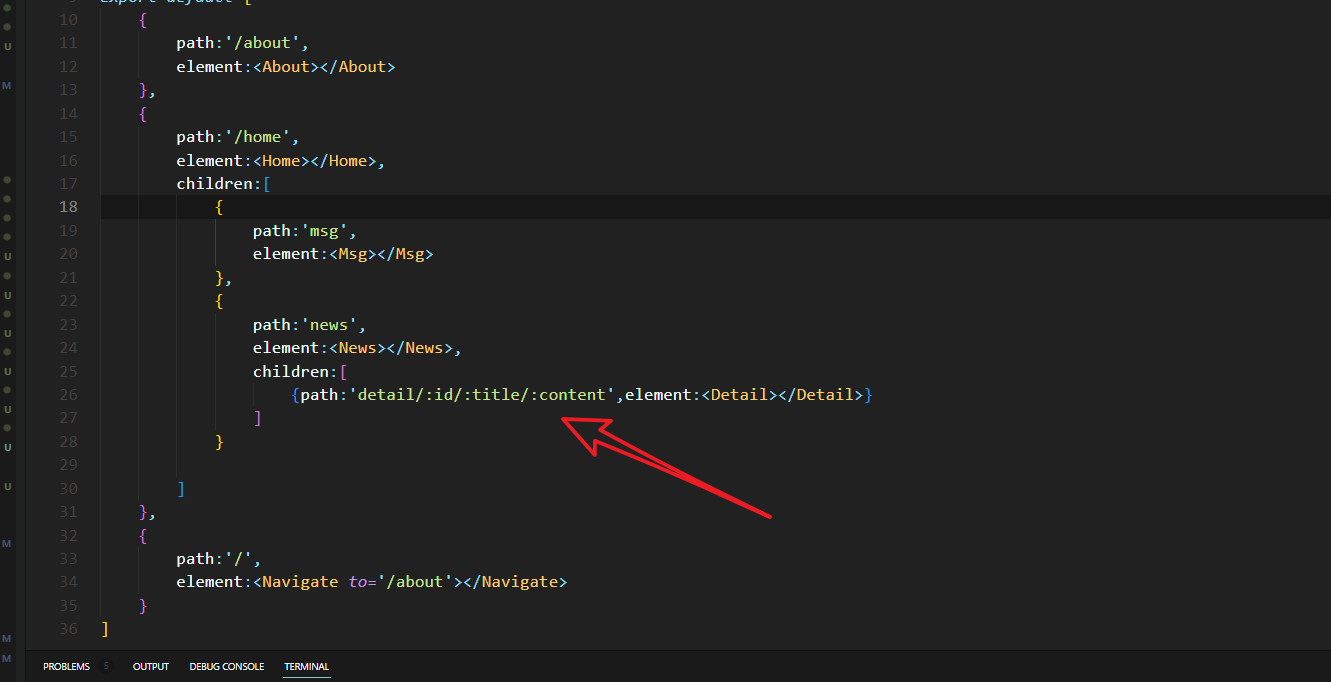 export default [
10 {
11 path:'/about',
12 element:<About></About>
13 },
14 {
15 path:'/home',
16 element:<Home></Home>,
17 children:[
18 {
19 path:'msg',
20 element:<Msg></Msg>
21 },
22 {
23 path:'news',
24 element:<News></News>,
25 children:[
26 {path:'detail/:id/:title/:content',element:<Detail></Detail>}
27 ]
28 }
29
30 ]
31 },
32 {
33 path:'/',
34 element:<Navigate to='/about'></Navigate>
35 }
36 ]
U
M
U
U
U
U
U
U
U
M
M
M
PROBLEMS 5 OUTPUT DEBUG CONSOLE TERMINAL